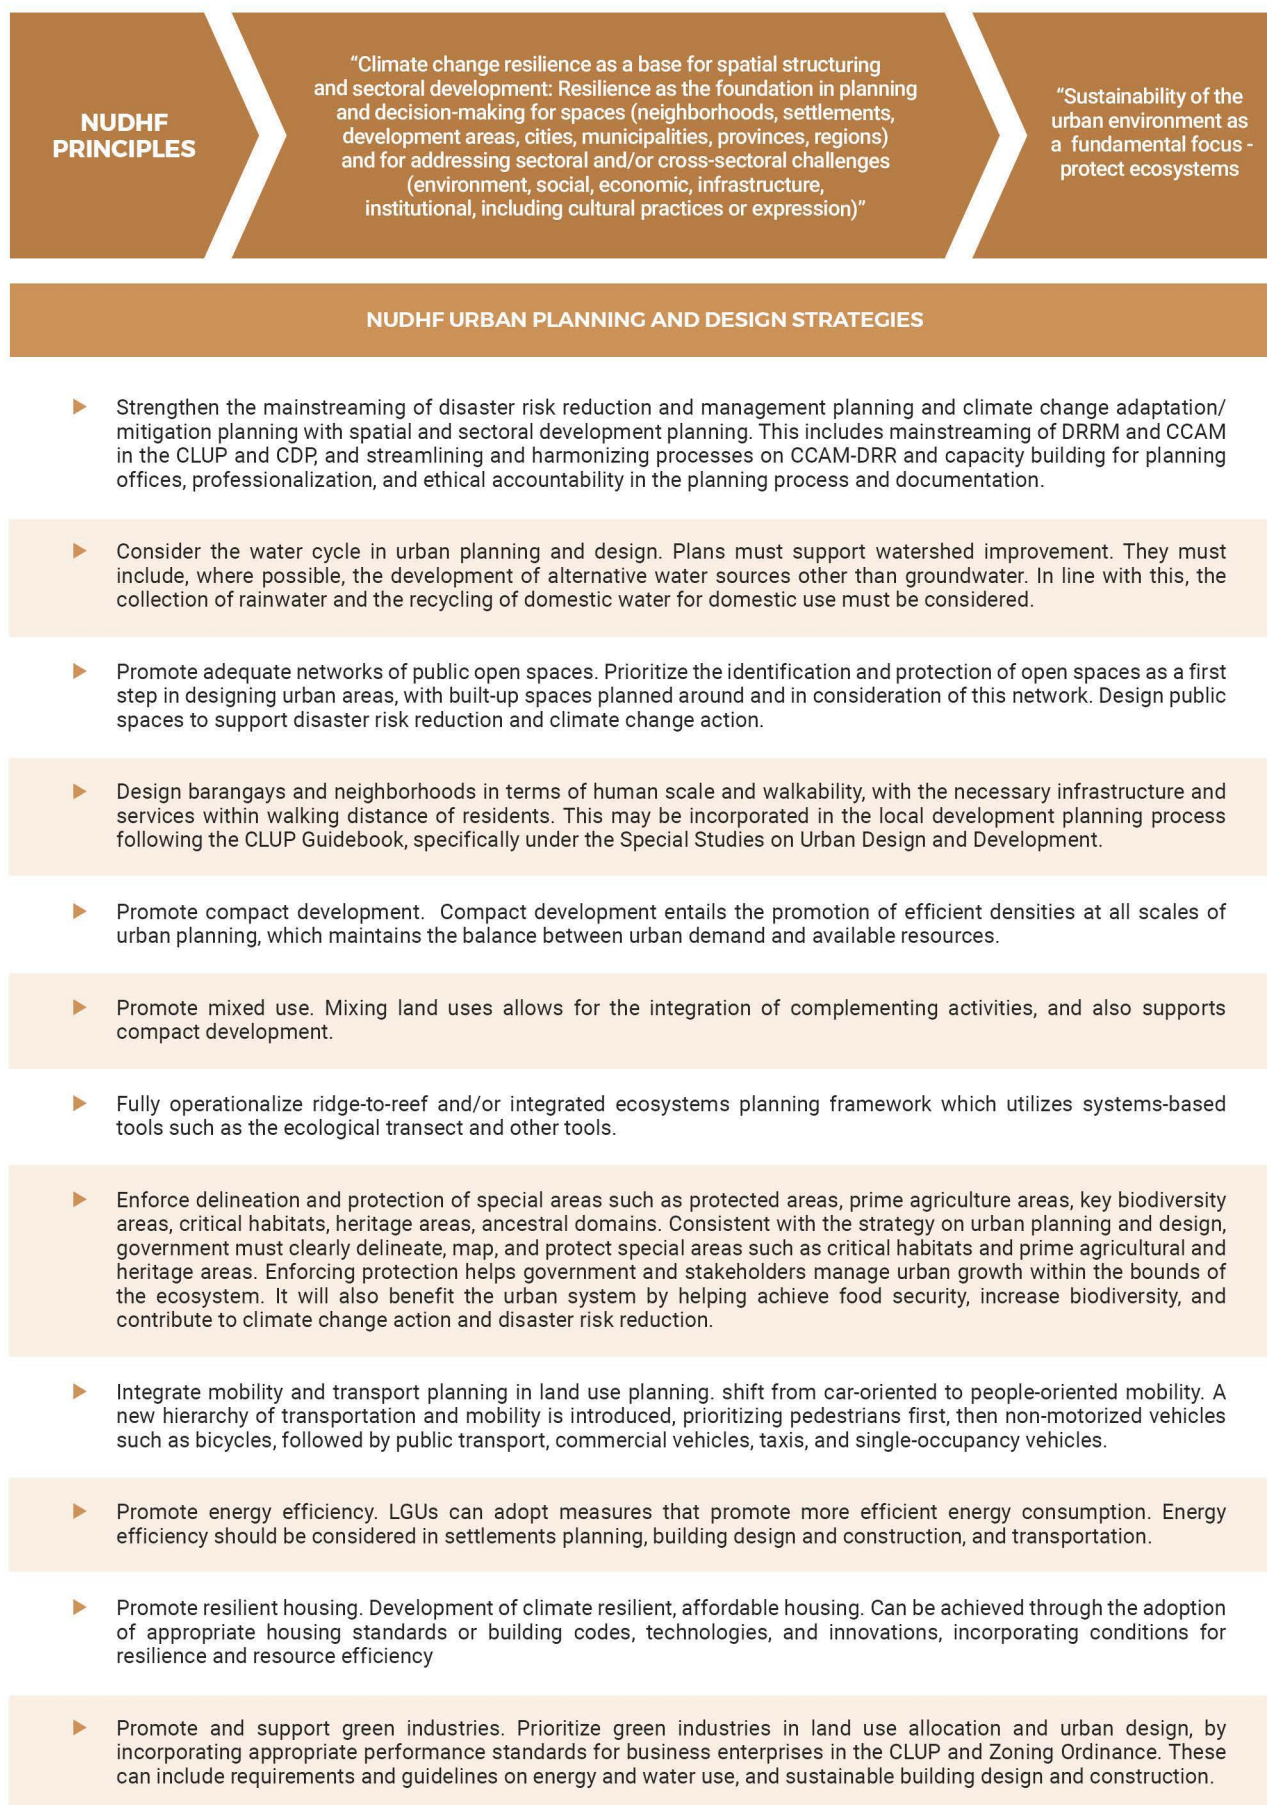 NUDHF
PRINCIPLES
“Climate change resilience as a base for spatial structuring
and sectoral development: Resilience as the foundation in planning
and decision-making for spaces (neighborhoods, settlements,
development areas, cities, municipalities, provinces, regions)
and for addressing sectoral and/or cross-sectoral challenges
(environment, social, economic, infrastructure,
institutional, including cultural practices or expression)”
“Sustainability of the
urban environment as
a fundamental focus -
protect ecosystems
NUDHF URBAN PLANNING AND DESIGN STRATEGIES
Strengthen the mainstreaming of disaster risk reduction and management planning and climate change adaptation/
mitigation planning with spatial and sectoral development planning. This includes mainstreaming of DRRM and CCAM
in the CLUP and CDP, and streamlining and harmonizing processes on CCAM-DRR and capacity building for planning
offices, professionalization, and ethical accountability in the planning process and documentation.
Consider the water cycle in urban planning and design. Plans must support watershed improvement. They must
include, where possible, the development of alternative water sources other than groundwater. In line with this, the
collection of rainwater and the recycling of domestic water for domestic use must be considered.
Promote adequate networks of public open spaces. Prioritize the identification and protection of open spaces as a first
step in designing urban areas, with built-up spaces planned around and in consideration of this network. Design public
spaces to support disaster risk reduction and climate change action.
Design barangays and neighborhoods in terms of human scale and walkability, with the necessary infrastructure and
services within walking distance of residents. This may be incorporated in the local development planning process
following the CLUP Guidebook, specifically under the Special Studies on Urban Design and Development.
Promote compact development. Compact development entails the promotion of efficient densities at all scales of
urban planning, which maintains the balance between urban demand and available resources.
Promote mixed use. Mixing land uses allows for the integration of complementing activities, and also supports
compact development.
Fully operationalize ridge-to-reef and/or integrated ecosystems planning framework which utilizes systems-based
tools such as the ecological transect and other tools.
Enforce delineation and protection of special areas such as protected areas, prime agriculture areas, key biodiversity
areas, critical habitats, heritage areas, ancestral domains. Consistent with the strategy on urban planning and design,
government must clearly delineate, map, and protect special areas such as critical habitats and prime agricultural and
heritage areas. Enforcing protection helps government and stakeholders manage urban growth within the bounds of
the ecosystem. It will also benefit the urban system by helping achieve food security, increase biodiversity, and
contribute to climate change action and disaster risk reduction.
Integrate mobility and transport planning in land use planning. shift from car-oriented to people-oriented mobility. A
new hierarchy of transportation and mobility is introduced, prioritizing pedestrians first, then non-motorized vehicles
such as bicycles, followed by public transport, commercial vehicles, taxis, and single-occupancy vehicles.
Promote energy efficiency. LGUs can adopt measures that promote more efficient energy consumption. Energy
efficiency should be considered in settlements planning, building design and construction, and transportation.
Promote resilient housing. Development of climate resilient, affordable housing. Can be achieved through the adoption
of appropriate housing standards or building codes, technologies, and innovations, incorporating conditions for
resilience and resource efficiency
Promote and support green industries. Prioritize green industries in land use allocation and urban design, by
incorporating appropriate performance standards for business enterprises in the CLUP and Zoning Ordinance. These
can include requirements and guidelines on energy and water use, and sustainable building design and construction.